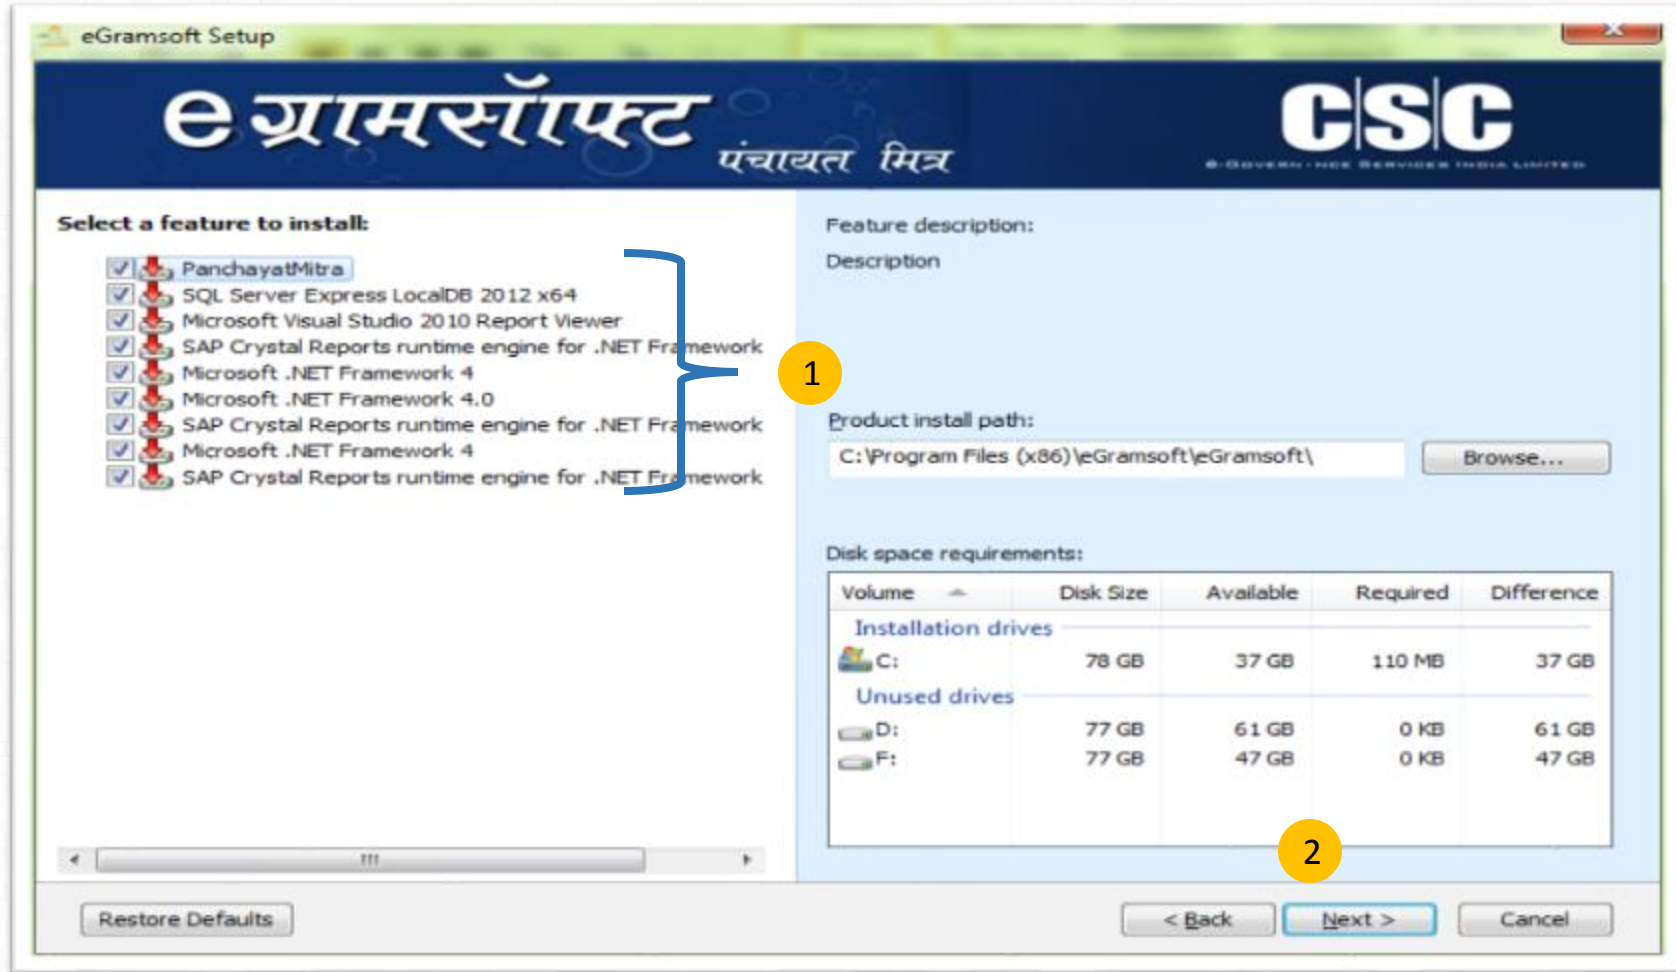 eGramsoft Setup
e ग्रामसॉफ्ट
पंचायत मित्र
CSC
e-Governance Services India Limited
Select a feature to install:
PanchayatMitra
SQL Server Express LocalDB 2012 x64
Microsoft Visual Studio 2010 Report Viewer
SAP Crystal Reports runtime engine for .NET Framework
Microsoft .NET Framework 4
Microsoft .NET Framework 4.0
SAP Crystal Reports runtime engine for .NET Framework
Microsoft .NET Framework 4
SAP Crystal Reports runtime engine for .NET Framework
1
Feature description:
Description
Product install path:
C:\Program Files (x86)\eGramsoft\eGramsoft\
Browse...
Disk space requirements:
Volume Disk Size Available Required Difference
Installation drives
C: 78 GB 37 GB 110 MB 37 GB
Unused drives
D: 77 GB 61 GB 0 KB 61 GB
F: 77 GB 47 GB 0 KB 47 GB
2
Restore Defaults
< Back
Next >
Cancel